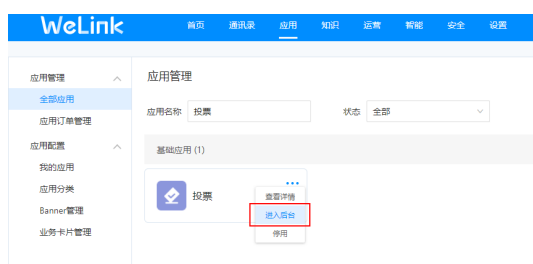 WeLink 首页 通讯录 应用 知识 运营 智能 安全 设置
应用管理
全部应用
应用订单管理
应用配置
我的应用
应用分类
Banner管理
业务卡片管理
应用管理
应用名称 投票 状态 全部
基础应用 (1)
投票
查看详情
进入后台
停用